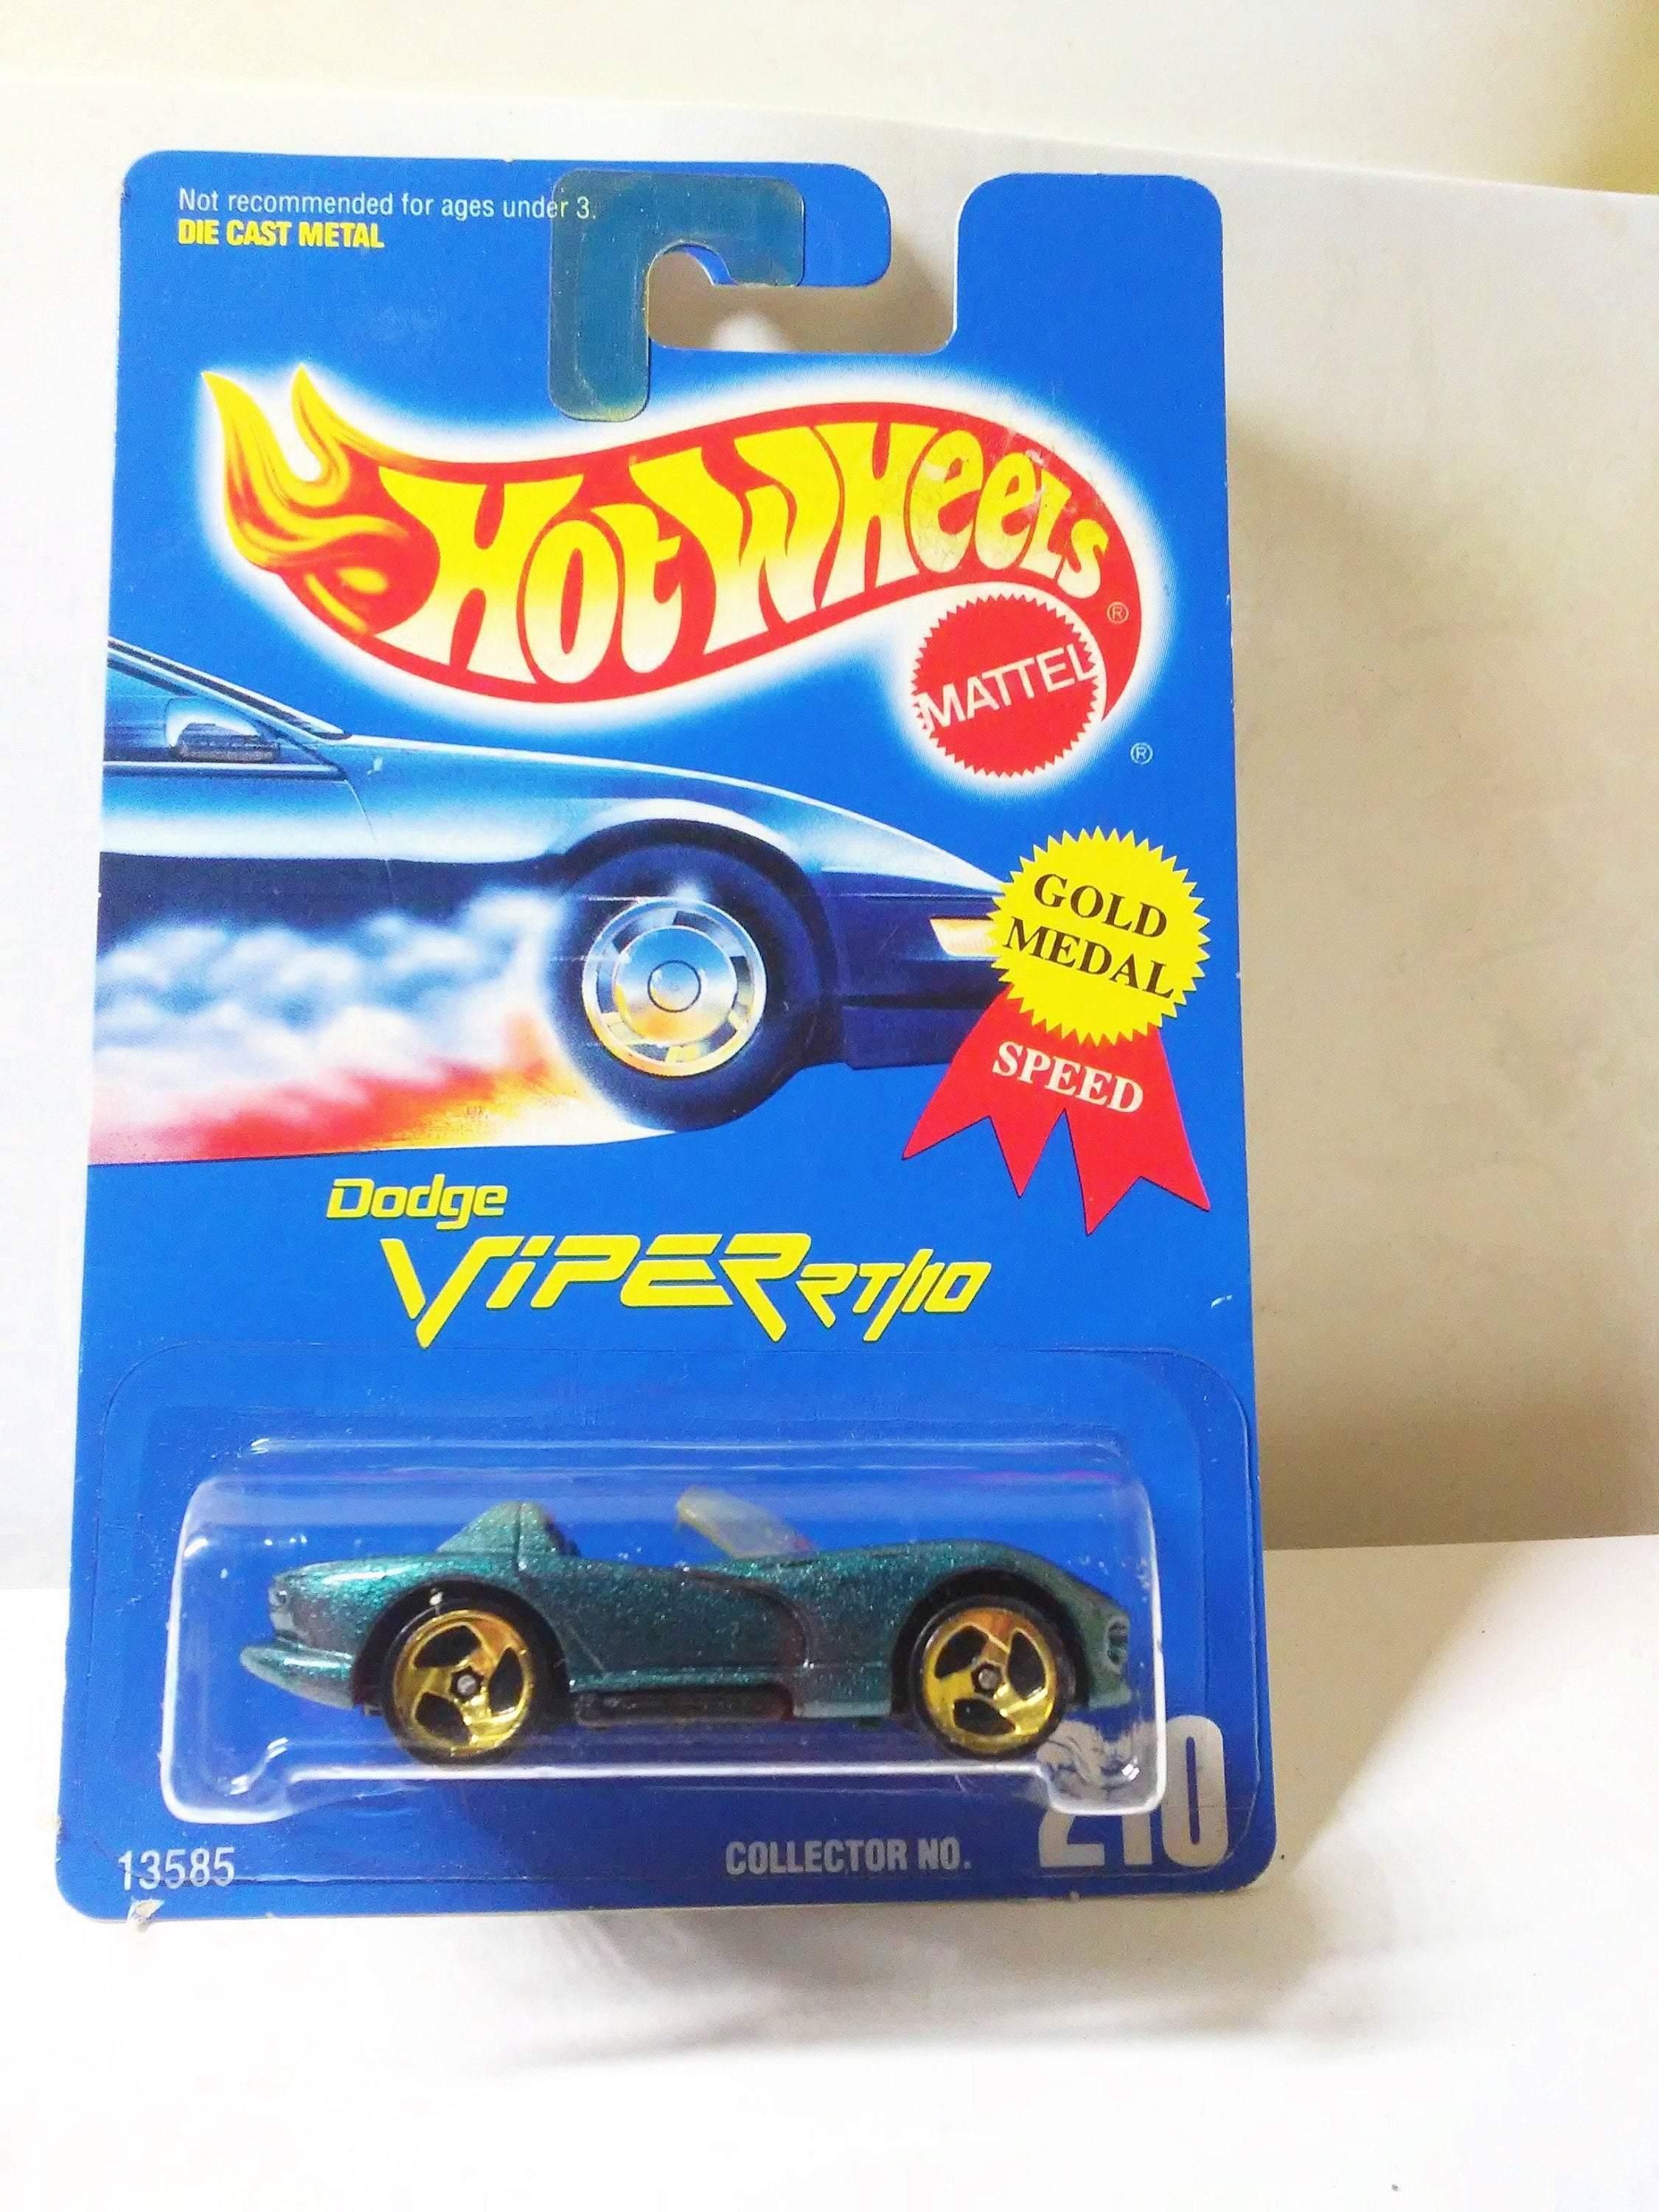 Not recommended for ages under 3.
DIE CAST METAL
HOT WHEELS ®
MATTEL
®
GOLD
MEDAL
SPEED
Dodge
VIPER RT/10
13585
COLLECTOR NO. 210